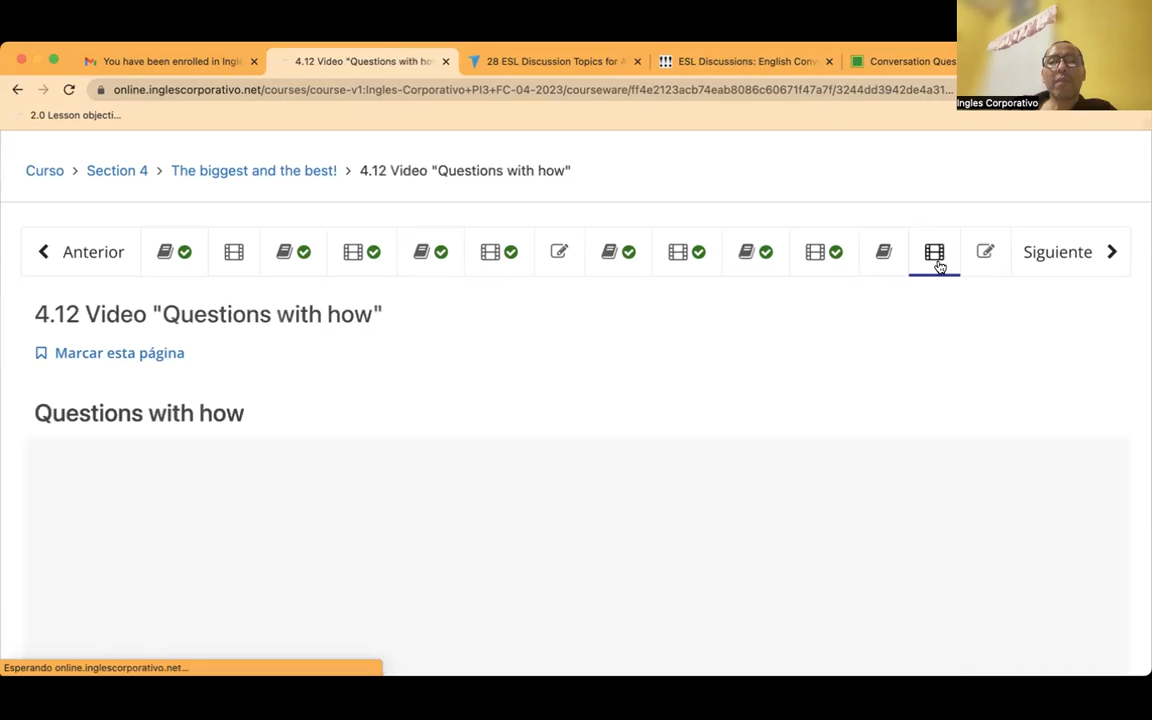 You have been enrolled in Ingl
4.12 Video "Questions with ho
28 ESL Discussion Topics for A
ESL Discussions: English Conv
Conversation Ques
online.inglescorporativo.net/courses/course-v1:Ingles-Corporativo+PI3+FC-04-2023/courseware/ff4e2123acb74eab8086c60671f47a7f/3244dd3942de4a31...
Ingles Corporativo
2.0 Lesson objecti...
Curso > Section 4 > The biggest and the best! > 4.12 Video "Questions with how"
Anterior
Siguiente
4.12 Video "Questions with how"
Marcar esta página
Questions with how
Esperando online.inglescorporativo.net...